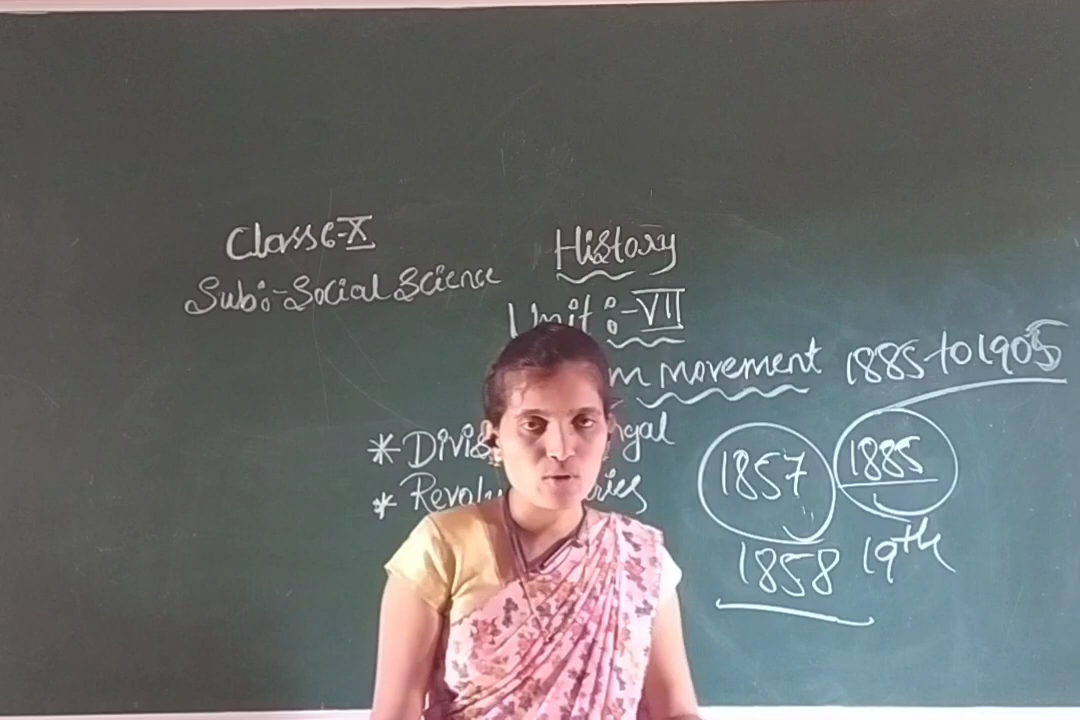 Class:-X
Sub:-Social Science
History
Unit:-VII
movement 1885 to 1905
* 
* 
1857
1885
1858
19th